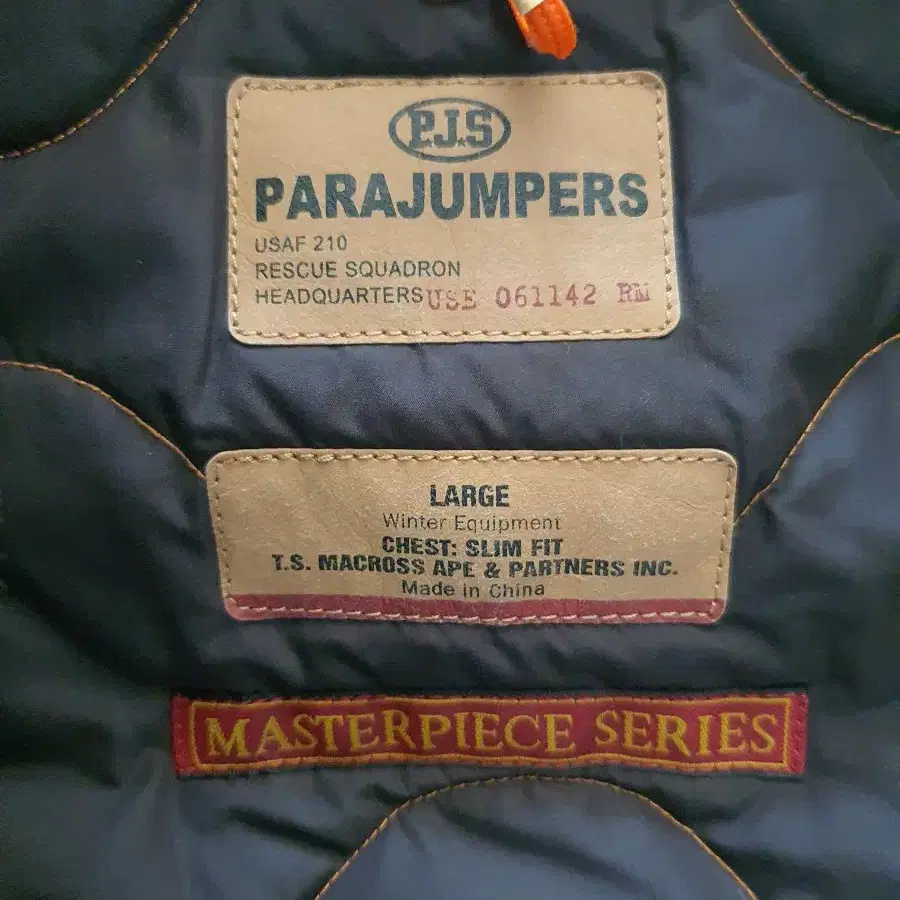 P.J.S
PARAJUMPERS
USAF 210
RESCUE SQUADRON
HEADQUARTERS USE 061142 RM
LARGE
Winter Equipment
CHEST: SLIM FIT
T.S. MACROSS APE & PARTNERS INC.
Made in China
MASTERPIECE SERIES